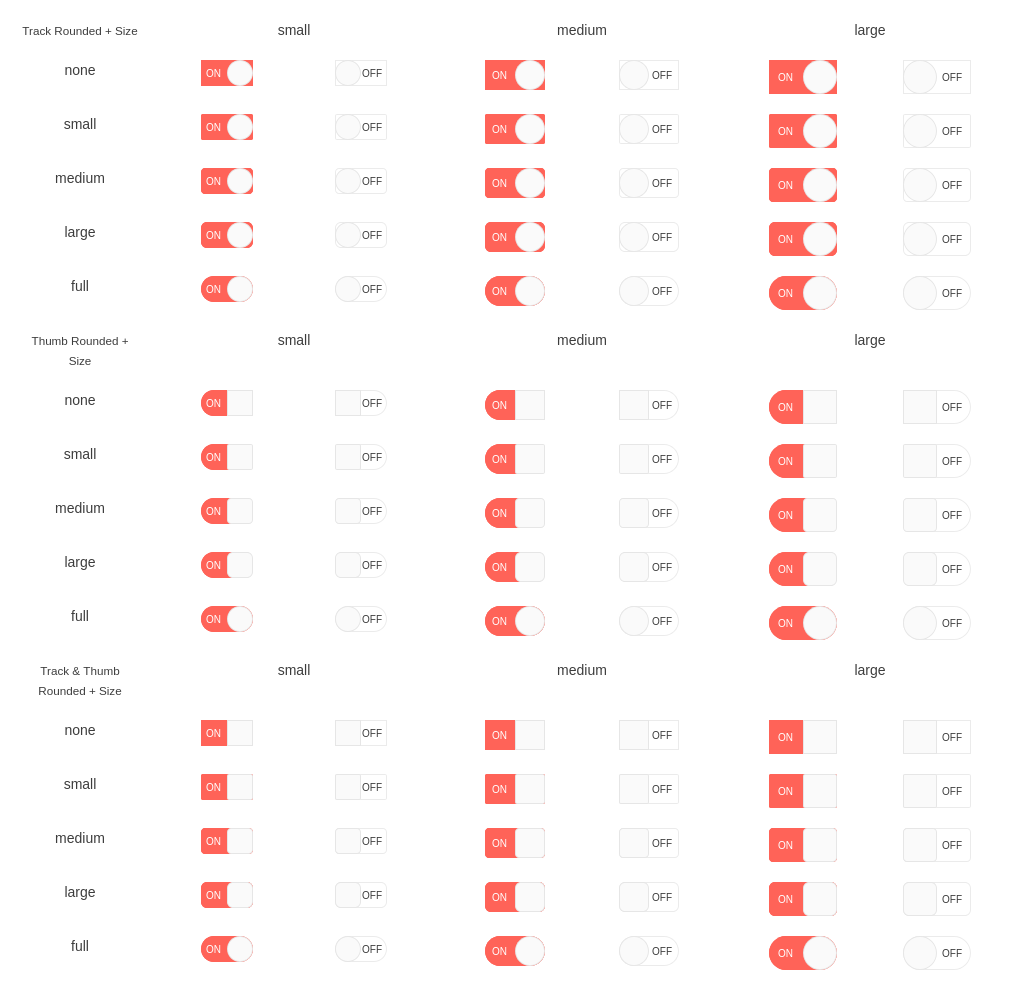 Track Rounded + Size small medium large
none ON OFF ON OFF ON OFF
small ON OFF ON OFF ON OFF
medium ON OFF ON OFF ON OFF
large ON OFF ON OFF ON OFF
full ON OFF ON OFF ON OFF
Thumb Rounded + small medium large
Size
none ON OFF ON OFF ON OFF
small ON OFF ON OFF ON OFF
medium ON OFF ON OFF ON OFF
large ON OFF ON OFF ON OFF
full ON OFF ON OFF ON OFF
Track & Thumb small medium large
Rounded + Size
none ON OFF ON OFF ON OFF
small ON OFF ON OFF ON OFF
medium ON OFF ON OFF ON OFF
large ON OFF ON OFF ON OFF
full ON OFF ON OFF ON OFF